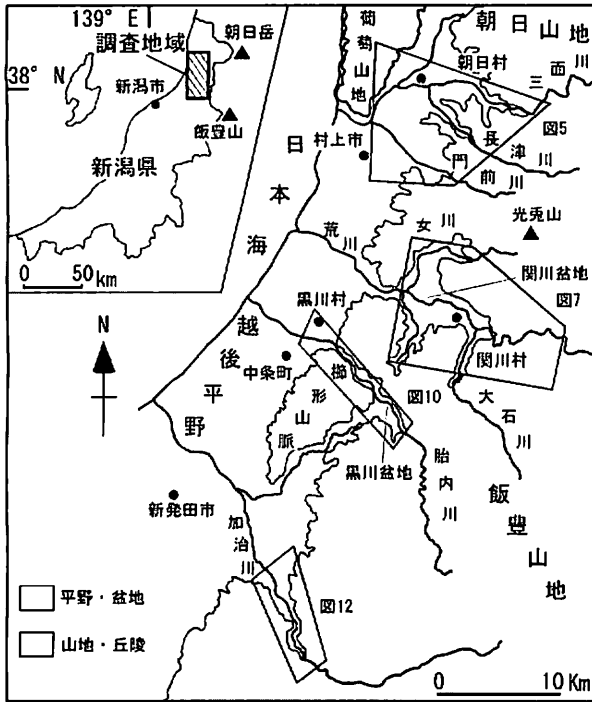 139° E
38° N
調査地域
朝日岳
新潟市
飯豊山
新潟県
0 50 Km
葡萄山地
朝日山地
朝日村
三面川
図5
長津川
門前川
村上市
日本海
荒川
女川
光兎山
関川盆地
図7
関川村
大石川
黒川村
越後平野
中条町
櫛形山脈
図10
黒川盆地
胎内川
飯豊山地
N
新発田市
加治川
図12
平野・盆地
山地・丘陵
0 10 Km